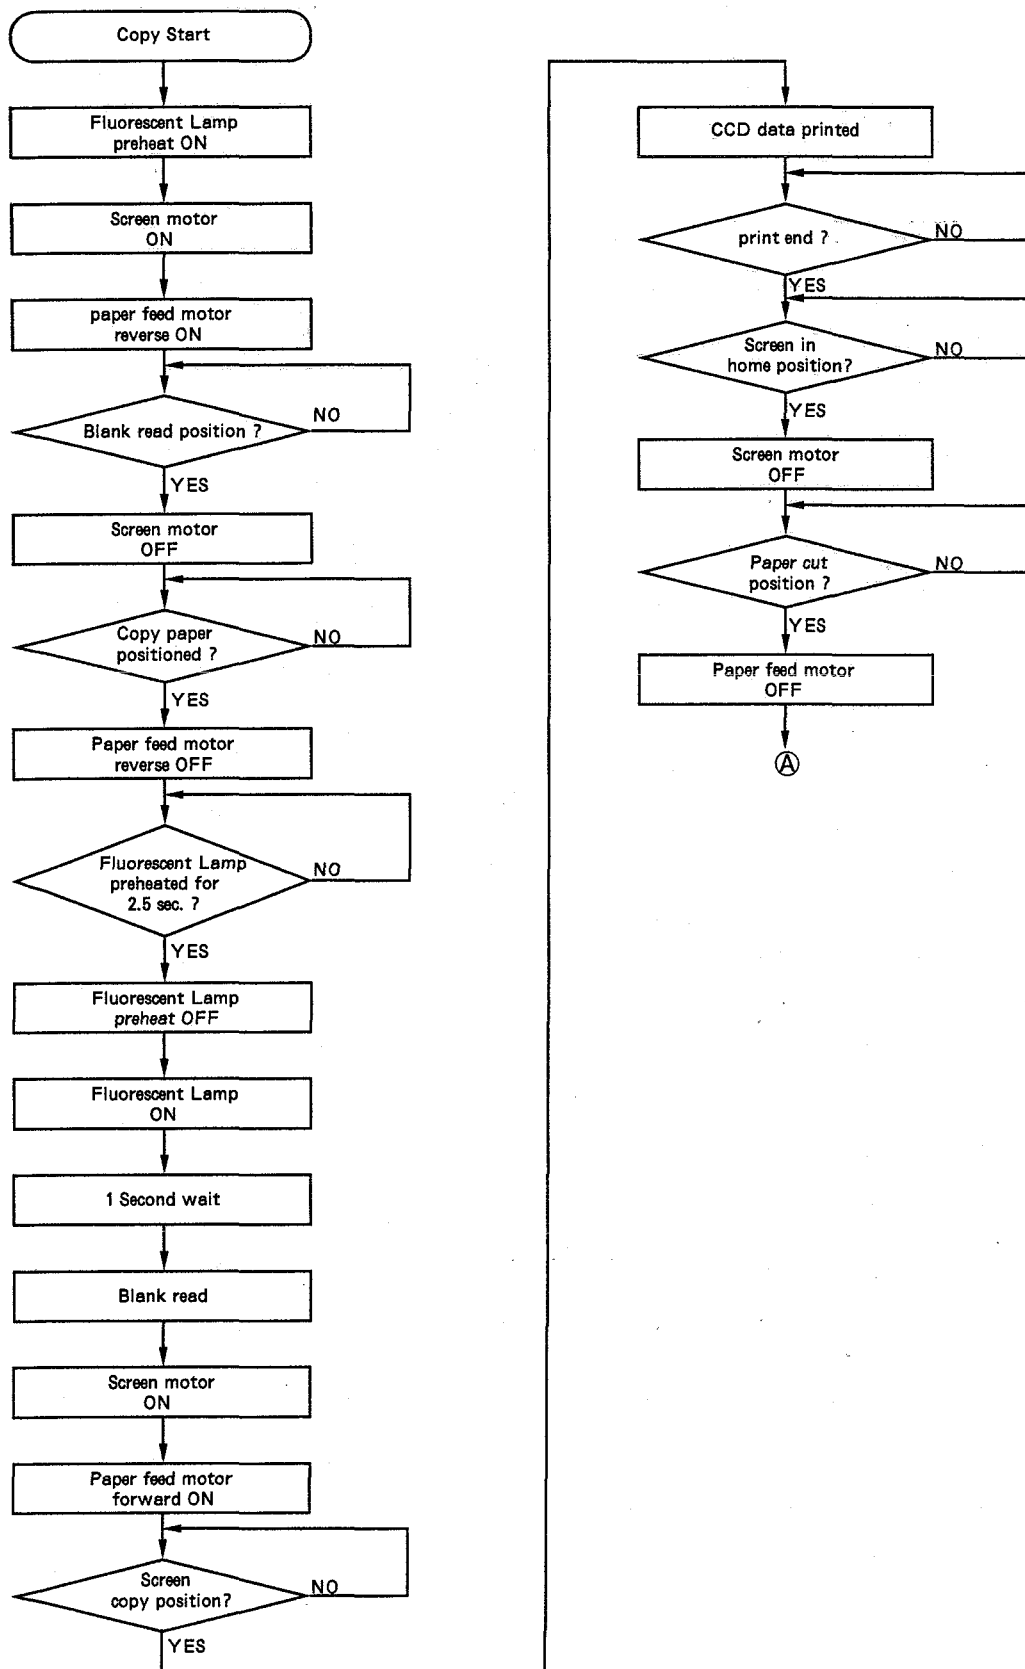 Copy Start
Fluorescent Lamp
preheat ON
Screen motor
ON
paper feed motor
reverse ON
Blank read position ?
NO
YES
Screen motor
OFF
Copy paper
positioned ?
NO
YES
Paper feed motor
reverse OFF
Fluorescent Lamp
preheated for
2.5 sec. ?
NO
YES
Fluorescent Lamp
preheat OFF
Fluorescent Lamp
ON
1 Second wait
Blank read
Screen motor
ON
Paper feed motor
forward ON
Screen
copy position?
NO
YES
CCD data printed
print end ?
NO
YES
Screen in
home position?
NO
YES
Screen motor
OFF
Paper cut
position ?
NO
YES
Paper feed motor
OFF
A